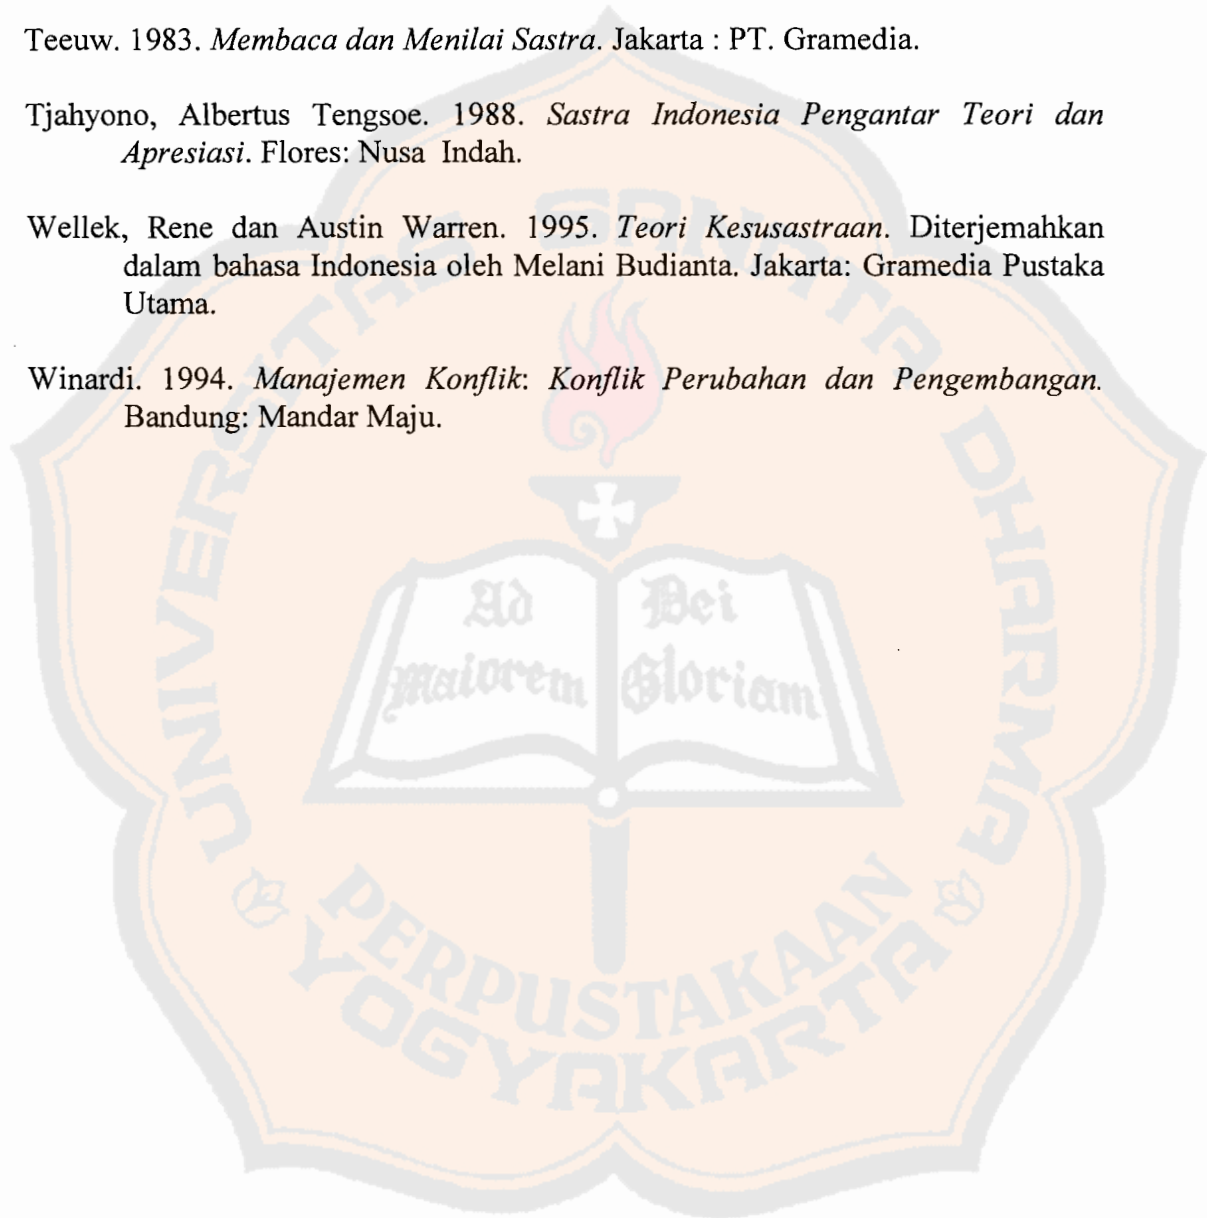 Teeuw. 1983. Membaca dan Menilai Sastra. Jakarta : PT. Gramedia.
Tjahyono, Albertus Tengsoe. 1988. Sastra Indonesia Pengantar Teori dan
Apresiasi. Flores: Nusa Indah.
Wellek, Rene dan Austin Warren. 1995. Teori Kesusastraan. Diterjemahkan
dalam bahasa Indonesia oleh Melani Budianta. Jakarta: Gramedia Pustaka
Utama.
Winardi. 1994. Manajemen Konflik: Konflik Perubahan dan Pengembangan.
Bandung: Mandar Maju.
UNIVERSITAS SANATA DHARMA
Ad Dei
Maiorem Gloriam
PERPUSTAKAAN
YOGYAKARTA